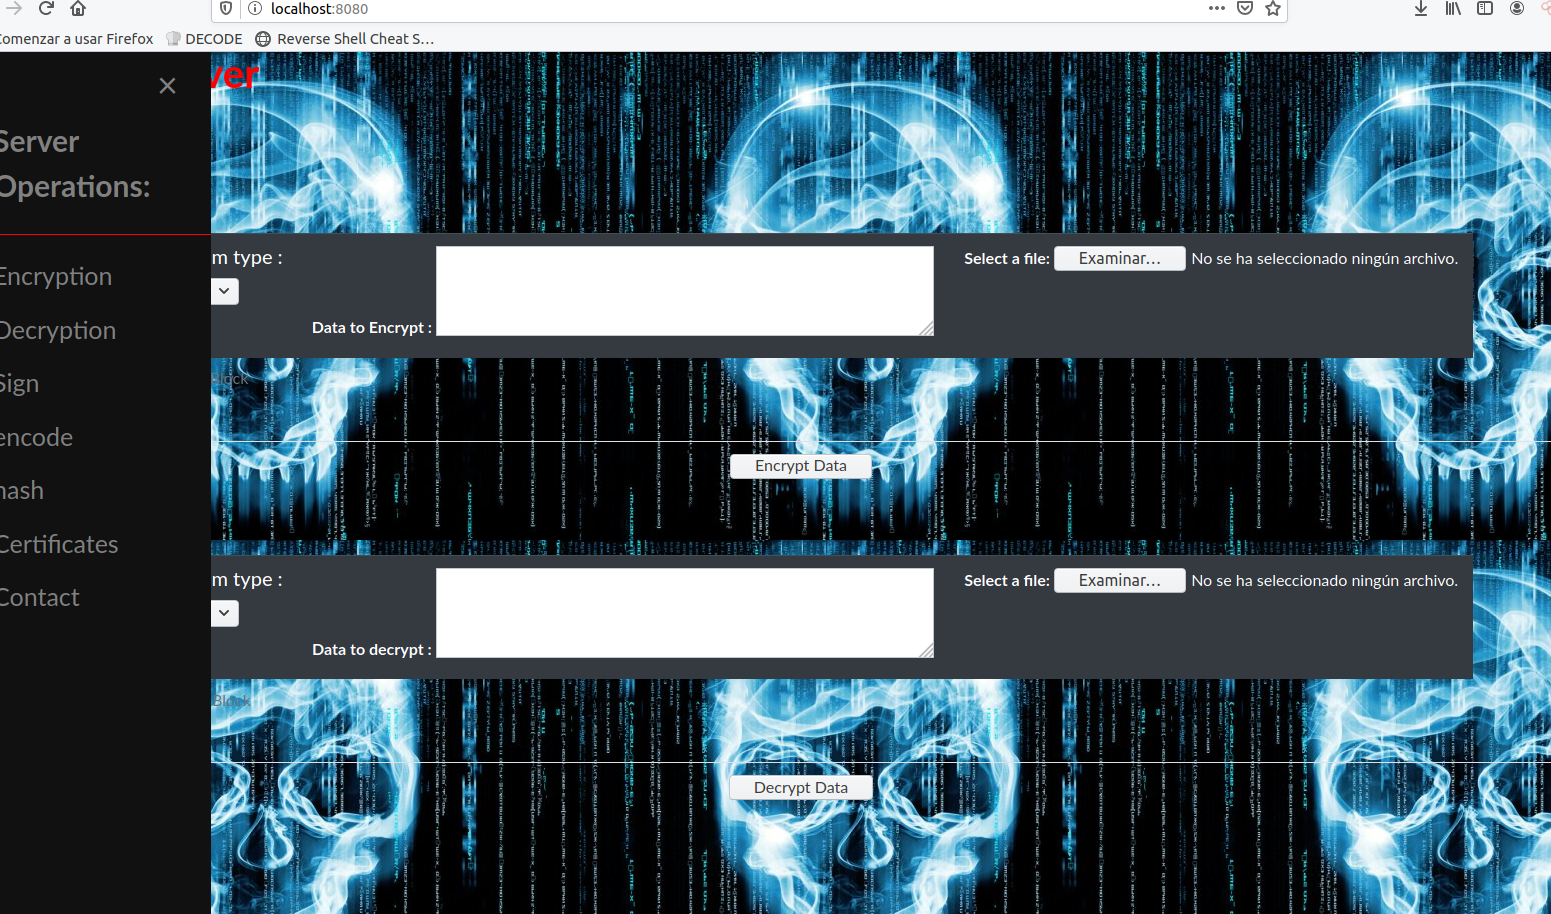 localhost:8080
omenzar a usar Firefox DECODE Reverse Shell Cheat S…
ver
Server
Operations:
Encryption
Decryption
Sign
encode
hash
Certificates
Contact
m type :
Data to Encrypt :
Select a file: Examinar... No se ha seleccionado ningún archivo.
Block
Encrypt Data
m type :
Data to decrypt :
Select a file: Examinar... No se ha seleccionado ningún archivo.
Block
Decrypt Data